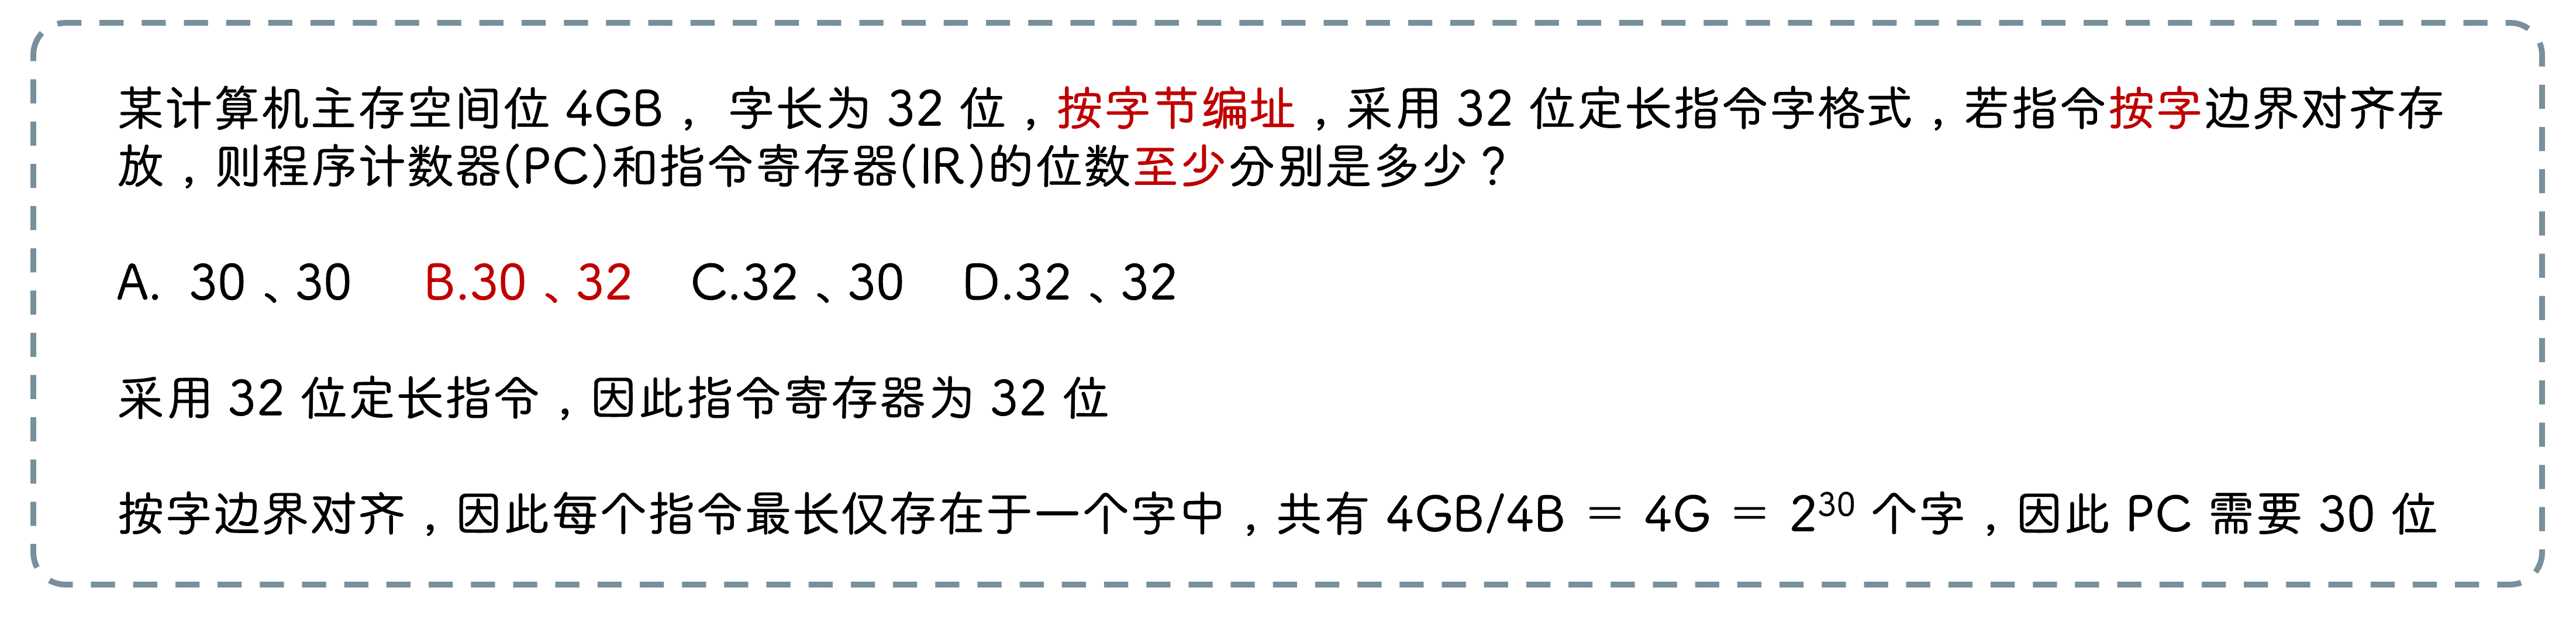 某计算机主存空间位 4GB， 字长为 32 位，按字节编址，采用 32 位定长指令字格式，若指令按字边界对齐存
放，则程序计数器(PC)和指令寄存器(IR)的位数至少分别是多少？
A. 30、30 B.30、32 C.32、30 D.32、32
采用 32 位定长指令，因此指令寄存器为 32 位
按字边界对齐，因此每个指令最长仅存在于一个字中，共有 4GB/4B = 4G = 2³⁰ 个字，因此 PC 需要 30 位